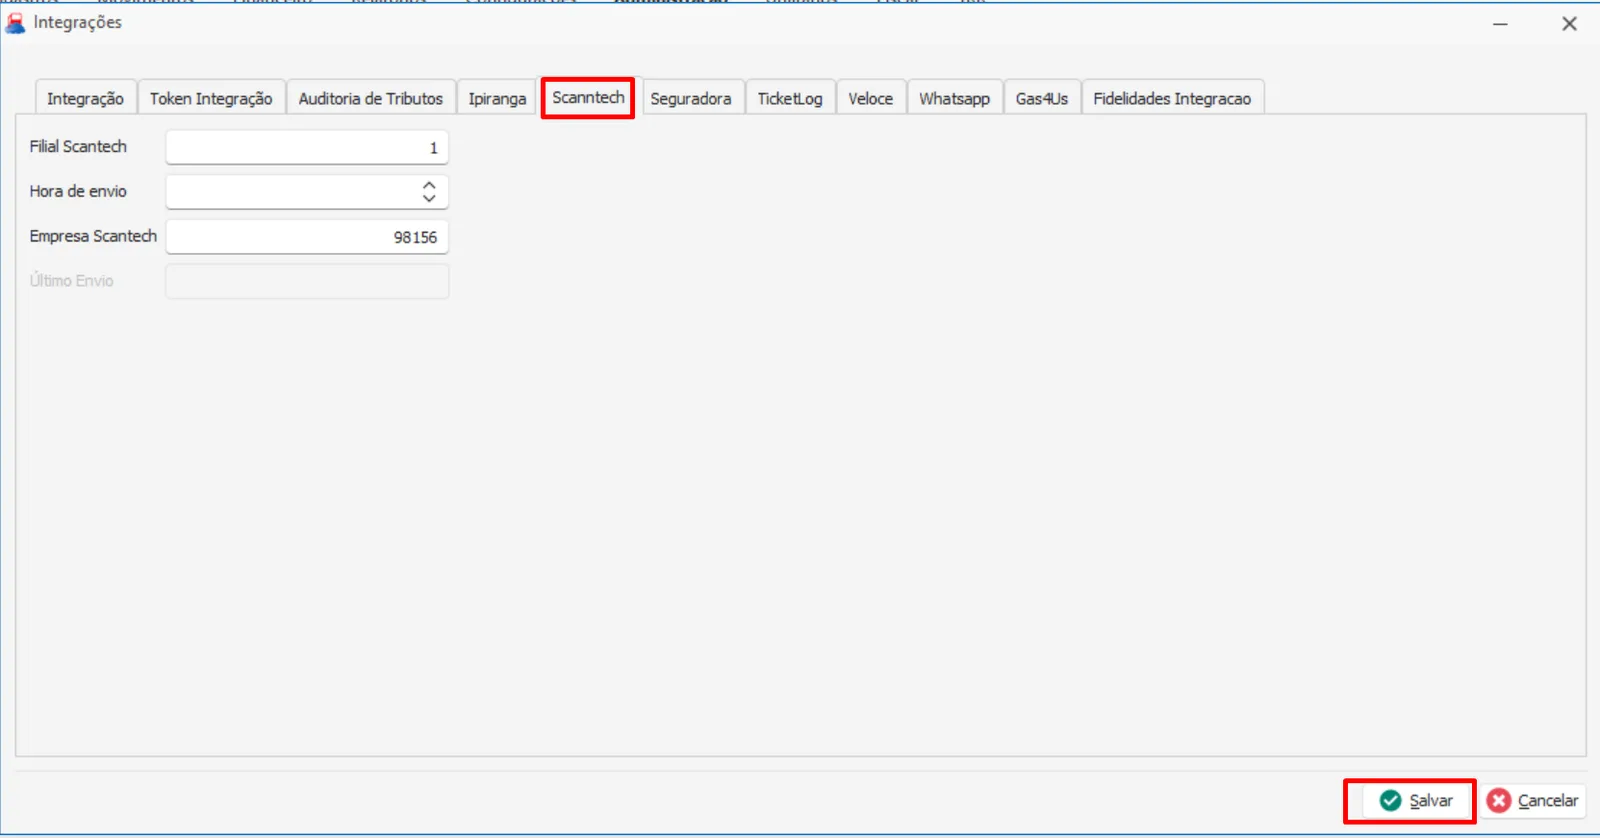 Integrações
Integração Token Integração Auditoria de Tributos Ipiranga Scanntech Seguradora TicketLog Veloce Whatsapp Gas4Us Fidelidades Integracao
Filial Scantech 1
Hora de envio
Empresa Scantech 98156
Último Envio
Salvar Cancelar